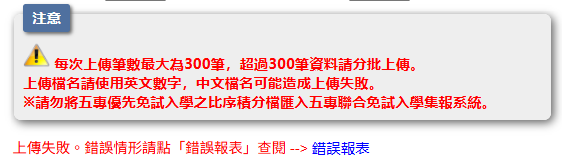 注意
每次上傳筆數最大為300筆，超過300筆資料請分批上傳。
上傳檔名請使用英文數字，中文檔名可能造成上傳失敗。
※請勿將五專優先免試入學之比序積分檔匯入五專聯合免試入學集報系統。
上傳失敗。錯誤情形請點「錯誤報表」查閱 --> 錯誤報表